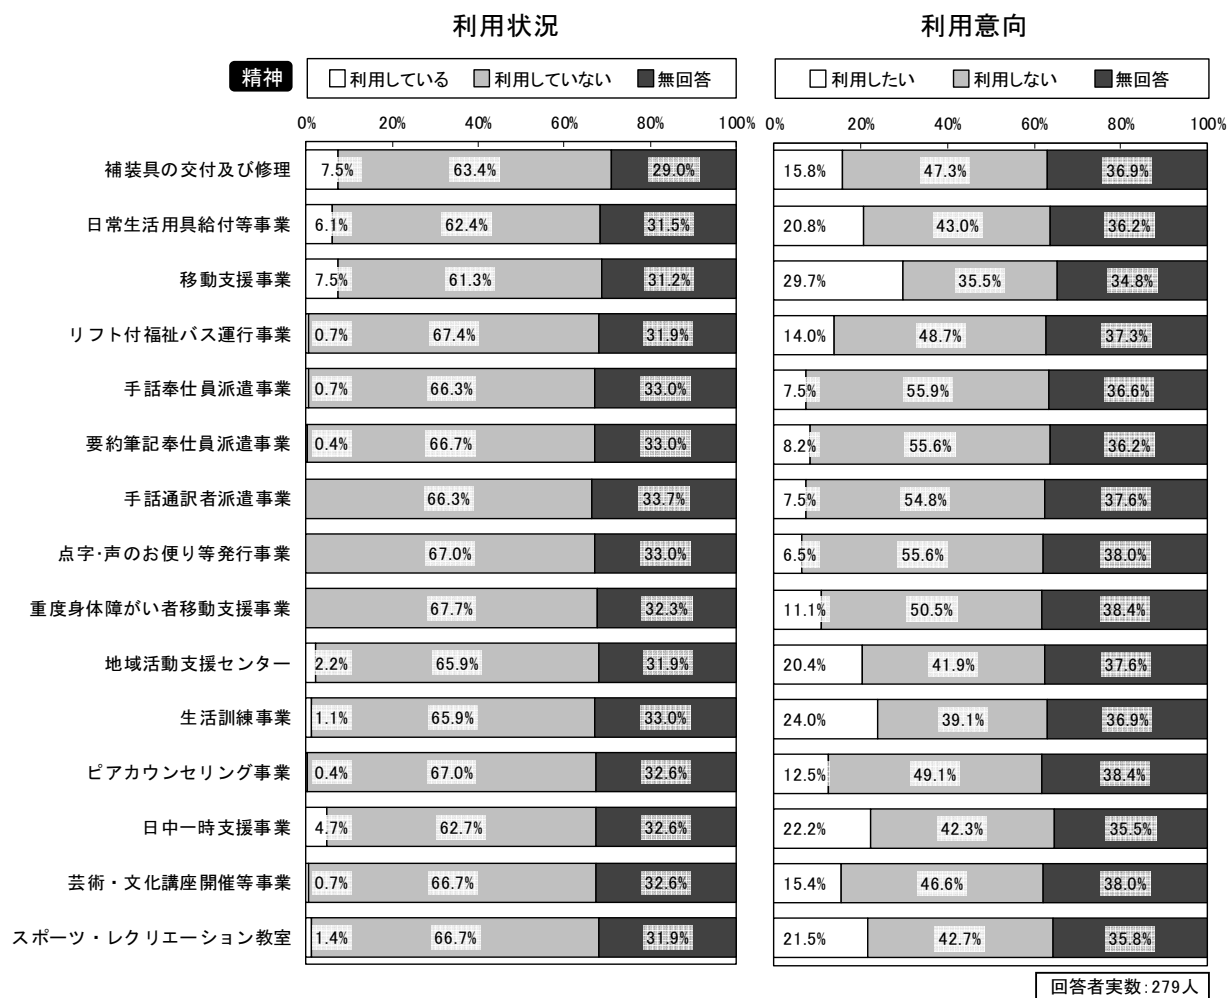 利用状況 利用意向
精神 利用している 利用していない 無回答 利用したい 利用しない 無回答
0% 20% 40% 60% 80% 100% 0% 20% 40% 60% 80% 100%
補装具の交付及び修理 7.5% 63.4% 29.0% 15.8% 47.3% 36.9%
日常生活用具給付等事業 6.1% 62.4% 31.5% 20.8% 43.0% 36.2%
移動支援事業 7.5% 61.3% 31.2% 29.7% 35.5% 34.8%
リフト付福祉バス運行事業 0.7% 67.4% 31.9% 14.0% 48.7% 37.3%
手話奉仕員派遣事業 0.7% 66.3% 33.0% 7.5% 55.9% 36.6%
要約筆記奉仕員派遣事業 0.4% 66.7% 33.0% 8.2% 55.6% 36.2%
手話通訳者派遣事業 66.3% 33.7% 7.5% 54.8% 37.6%
点字・声のお便り等発行事業 67.0% 33.0% 6.5% 55.6% 38.0%
重度身体障がい者移動支援事業 67.7% 32.3% 11.1% 50.5% 38.4%
地域活動支援センター 2.2% 65.9% 31.9% 20.4% 41.9% 37.6%
生活訓練事業 1.1% 65.9% 33.0% 24.0% 39.1% 36.9%
ピアカウンセリング事業 0.4% 67.0% 32.6% 12.5% 49.1% 38.4%
日中一時支援事業 4.7% 62.7% 32.6% 22.2% 42.3% 35.5%
芸術・文化講座開催等事業 0.7% 66.7% 32.6% 15.4% 46.6% 38.0%
スポーツ・レクリエーション教室 1.4% 66.7% 31.9% 21.5% 42.7% 35.8%
回答者実数:279人